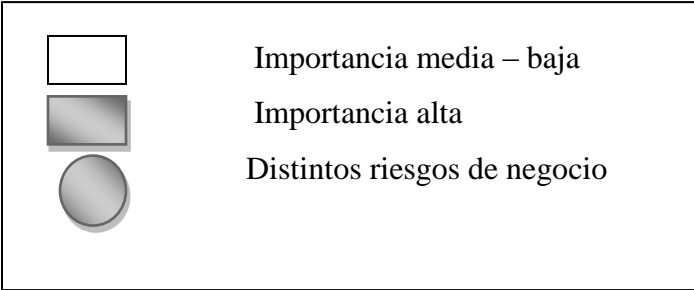 Importancia media – baja
Importancia alta
Distintos riesgos de negocio